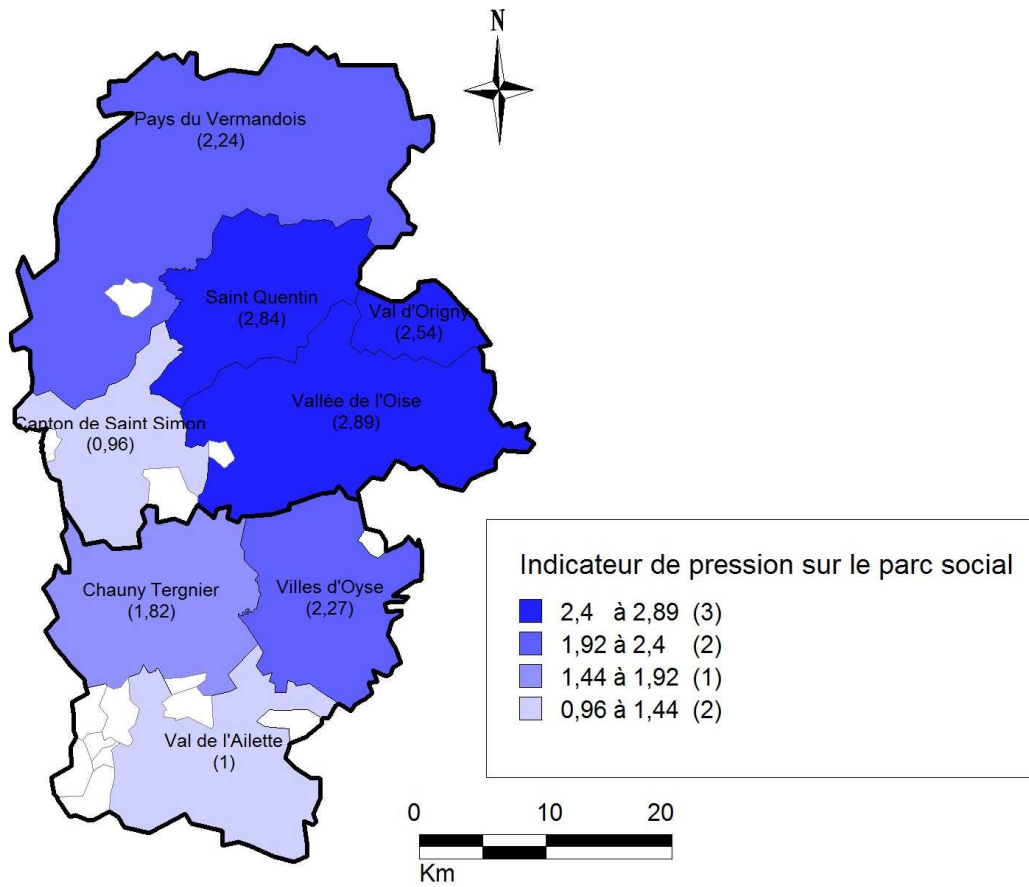 N
Pays du Vermandois
(2,24)
Saint Quentin
(2,84)
Val d'Origny
(2,54)
Vallée de l'Oise
(2,89)
Canton de Saint Simon
(0,96)
Chauny Tergnier
(1,82)
Villes d'Oyse
(2,27)
Val de l'Ailette
(1)
Indicateur de pression sur le parc social
2,4 à 2,89 (3)
1,92 à 2,4 (2)
1,44 à 1,92 (1)
0,96 à 1,44 (2)
0 10 20
Km